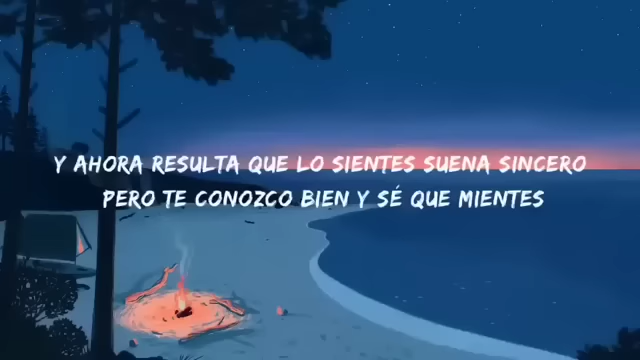 Y AHORA RESULTA QUE LO SIENTES SUENA SINCERO
PERO TE CONOZCO BIEN Y SÉ QUE MIENTES